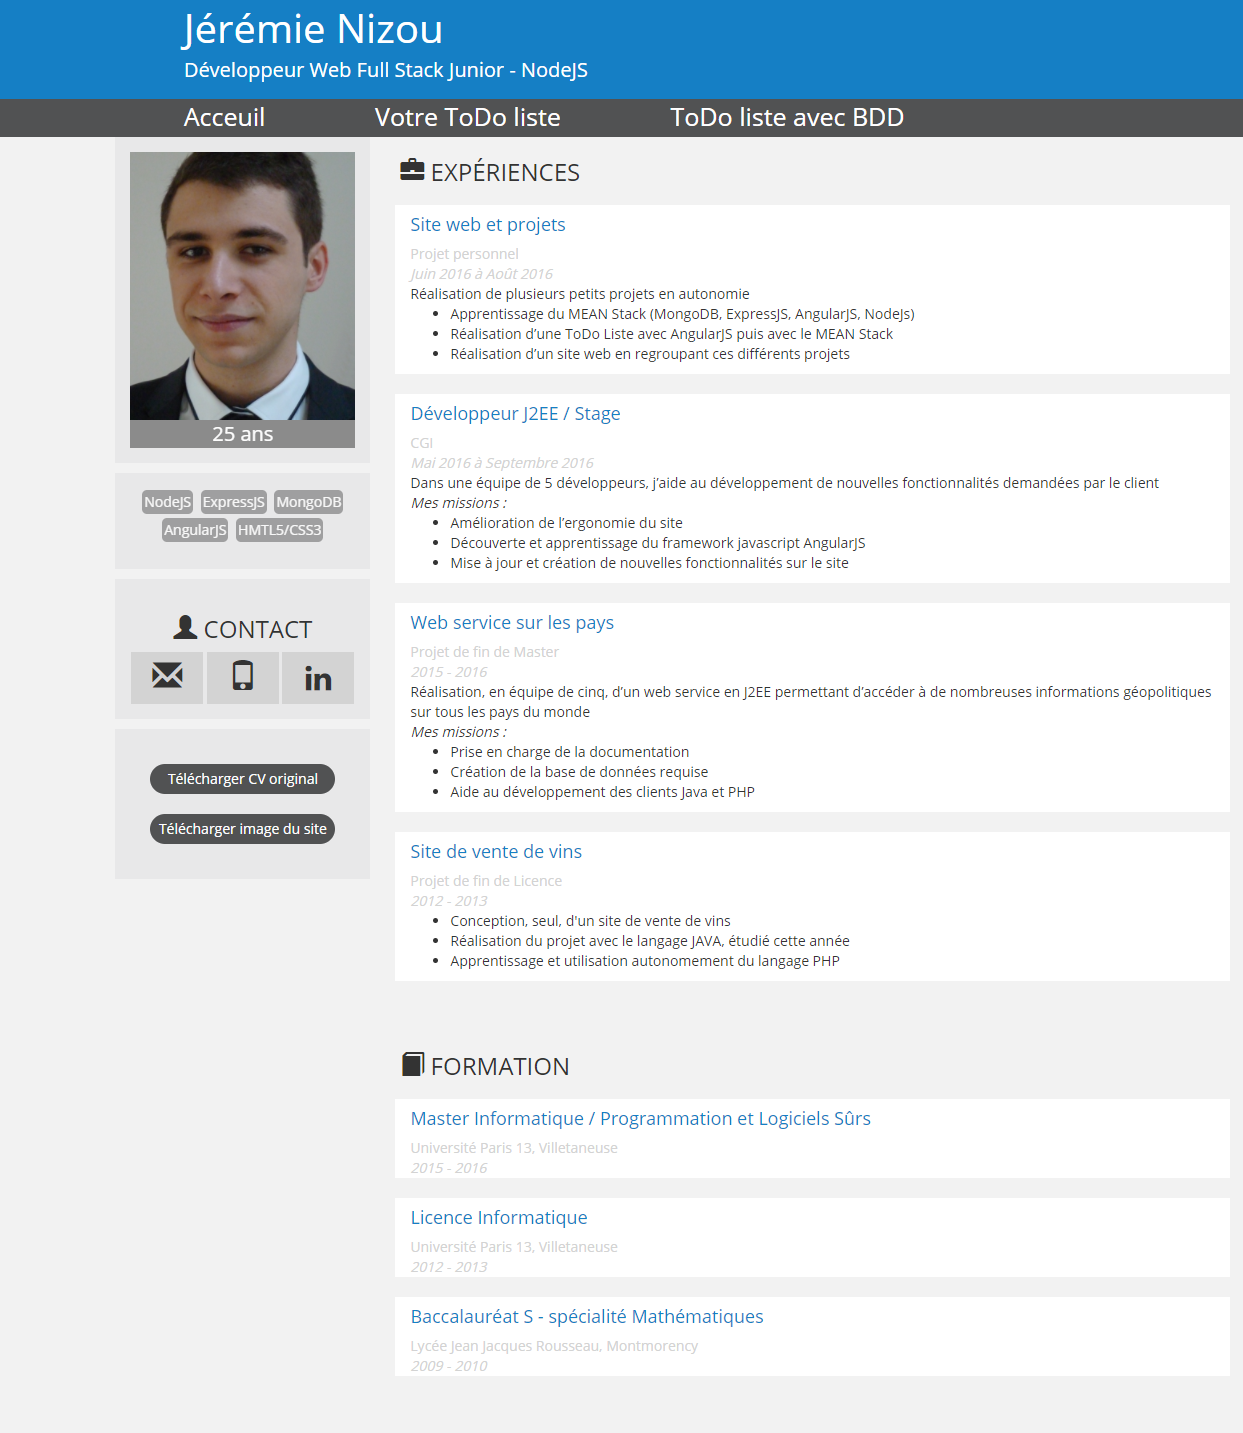 Jérémie Nizou
Développeur Web Full Stack Junior - NodeJS
Acceuil
Votre ToDo liste
ToDo liste avec BDD
25 ans
NodeJS ExpressJS MongoDB
AngularJS HMTL5/CSS3
CONTACT
in
Télécharger CV original
Télécharger image du site
EXPÉRIENCES
Site web et projets
Projet personnel
Juin 2016 à Août 2016
Réalisation de plusieurs petits projets en autonomie
• Apprentissage du MEAN Stack (MongoDB, ExpressJS, AngularJS, NodeJs)
• Réalisation d’une ToDo Liste avec AngularJS puis avec le MEAN Stack
• Réalisation d’un site web en regroupant ces différents projets
Développeur J2EE / Stage
CGI
Mai 2016 à Septembre 2016
Dans une équipe de 5 développeurs, j’aide au développement de nouvelles fonctionnalités demandées par le client
Mes missions :
• Amélioration de l’ergonomie du site
• Découverte et apprentissage du framework javascript AngularJS
• Mise à jour et création de nouvelles fonctionnalités sur le site
Web service sur les pays
Projet de fin de Master
2015 - 2016
Réalisation, en équipe de cinq, d’un web service en J2EE permettant d’accéder à de nombreuses informations géopolitiques
sur tous les pays du monde
Mes missions :
• Prise en charge de la documentation
• Création de la base de données requise
• Aide au développement des clients Java et PHP
Site de vente de vins
Projet de fin de Licence
2012 - 2013
• Conception, seul, d'un site de vente de vins
• Réalisation du projet avec le langage JAVA, étudié cette année
• Apprentissage et utilisation autonomement du langage PHP
FORMATION
Master Informatique / Programmation et Logiciels Sûrs
Université Paris 13, Villetaneuse
2015 - 2016
Licence Informatique
Université Paris 13, Villetaneuse
2012 - 2013
Baccalauréat S - spécialité Mathématiques
Lycée Jean Jacques Rousseau, Montmorency
2009 - 2010